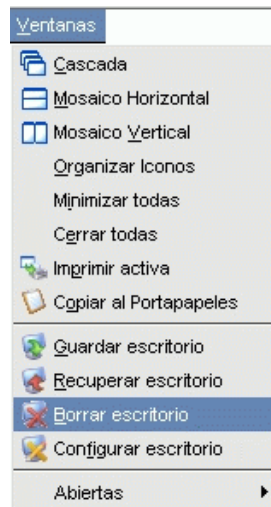 Ventanas
Cascada
Mosaico Horizontal
Mosaico Vertical
Organizar Iconos
Minimizar todas
Cerrar todas
Imprimir activa
Copiar al Portapapeles
Guardar escritorio
Recuperar escritorio
Borrar escritorio
Configurar escritorio
Abiertas